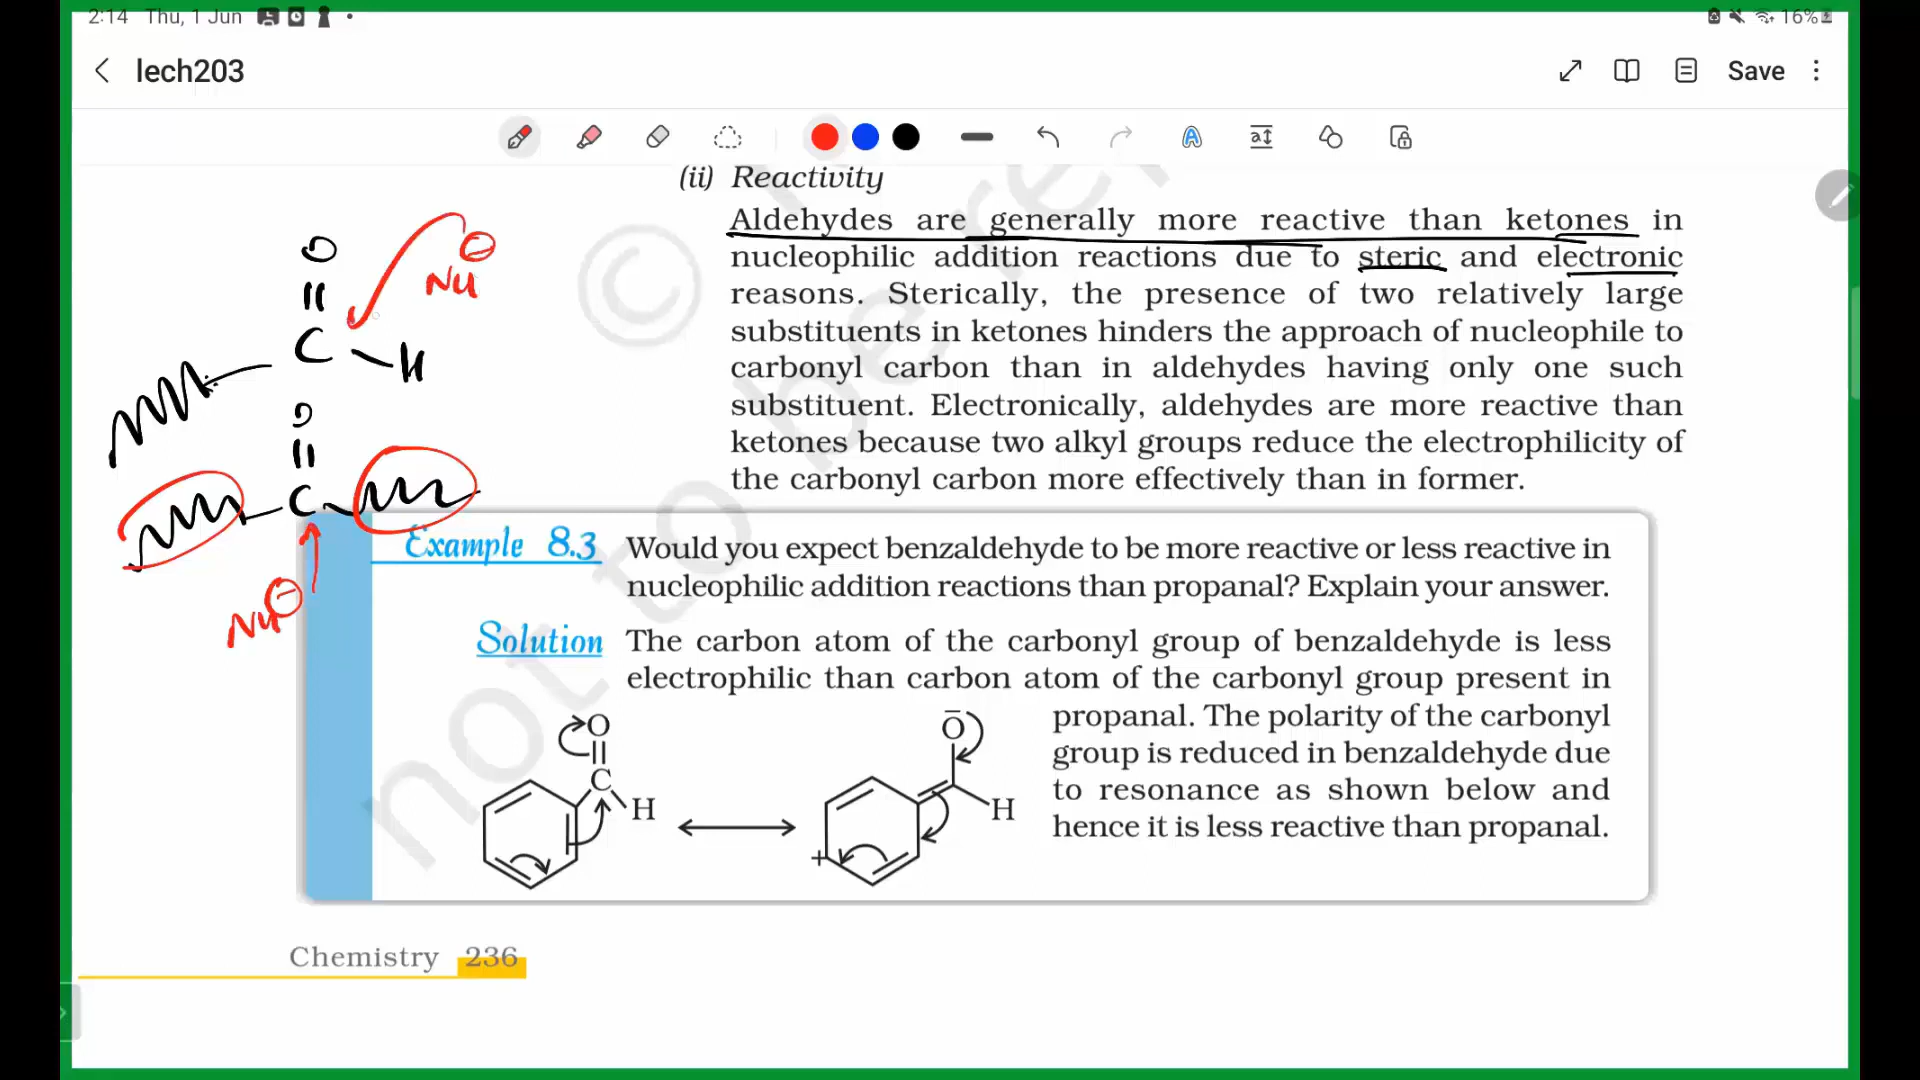 2:14 Thu, 1 Jun
16%
lech203
Save
(ii) Reactivity
Aldehydes are generally more reactive than ketones in
nucleophilic addition reactions due to steric and electronic
reasons. Sterically, the presence of two relatively large
substituents in ketones hinders the approach of nucleophile to
carbonyl carbon than in aldehydes having only one such
substituent. Electronically, aldehydes are more reactive than
ketones because two alkyl groups reduce the electrophilicity of
the carbonyl carbon more effectively than in former.
O
Nu⊖
C
H
O
C
Nu⊖
Example 8.3
Would you expect benzaldehyde to be more reactive or less reactive in
nucleophilic addition reactions than propanal? Explain your answer.
Solution
The carbon atom of the carbonyl group of benzaldehyde is less
electrophilic than carbon atom of the carbonyl group present in
propanal. The polarity of the carbonyl
group is reduced in benzaldehyde due
to resonance as shown below and
hence it is less reactive than propanal.
O
C
H
Ō
H
+
Chemistry 236
©
not to be re